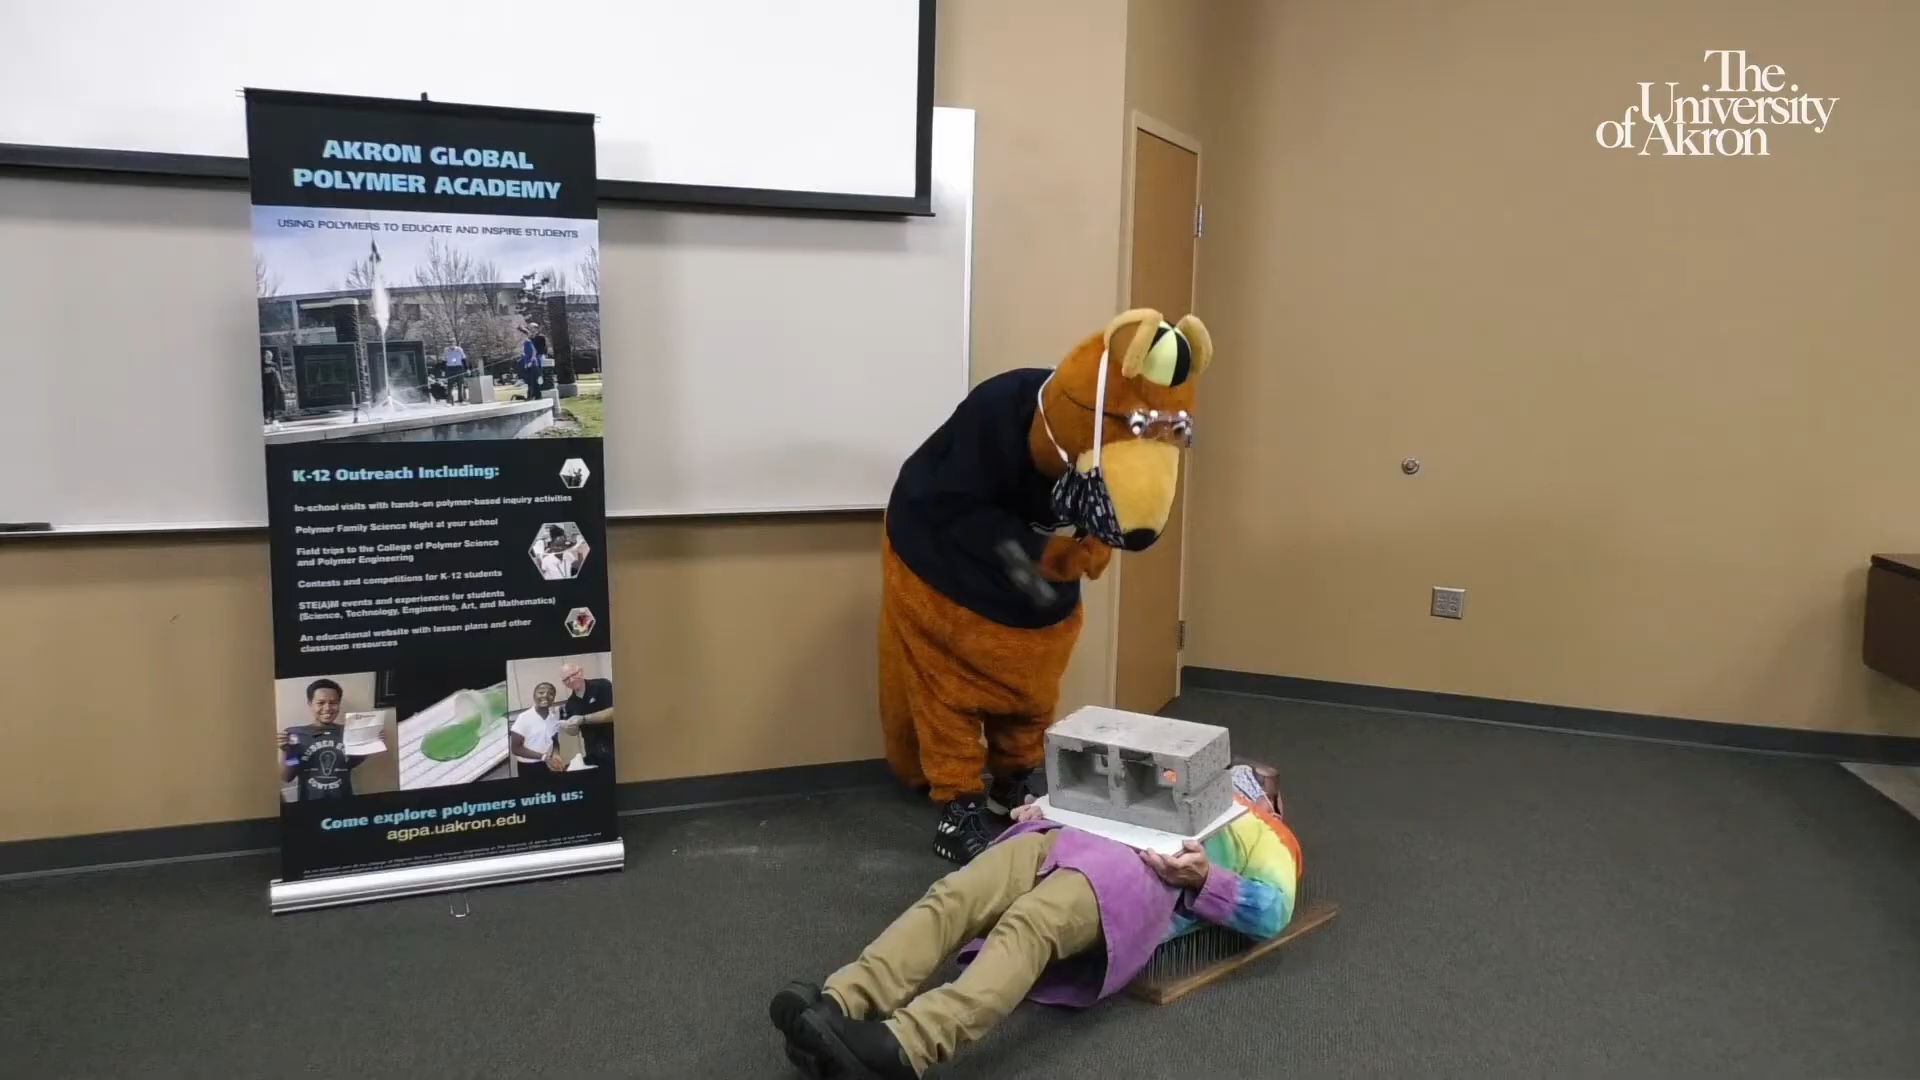 The
University
of Akron
AKRON GLOBAL
POLYMER ACADEMY
USING POLYMERS TO EDUCATE AND INSPIRE STUDENTS
K-12 Outreach Including:
In-school visits with hands-on polymer-based inquiry activities
Polymer Family Science Night at your school
Field trips to the College of Polymer Science
and Polymer Engineering
Contests and competitions for K-12 students
STE(A)M events and experiences for students
(Science, Technology, Engineering, Art, and Mathematics)
An educational website with lesson plans and other
classroom resources
Come explore polymers with us:
agpa.uakron.edu